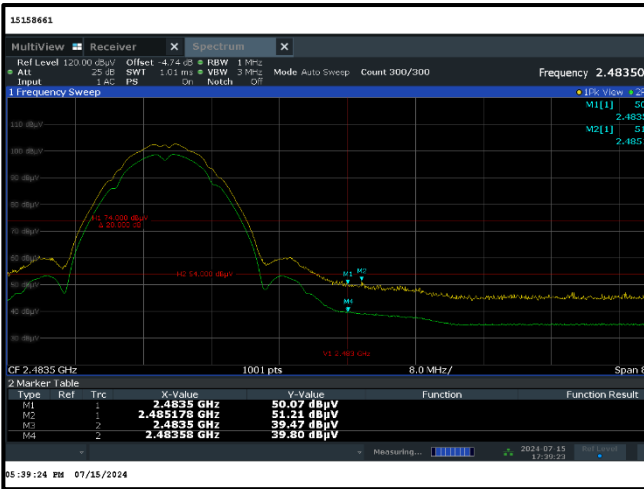 15158661
MultiView Receiver X Spectrum X
Ref Level 120.00 dBµV Offset -4.74 dB RBW 1 MHz
Att 25 dB SWT 1.01 ms VBW 3 MHz Mode Auto Sweep Count 300/300 Frequency 2.48350
Input 1 AC PS On Notch Off
1 Frequency Sweep 1Pk View
M1[1] 50
2.4835
M2[1] 51
2.485
110 dBµV
100 dBµV
90 dBµV
80 dBµV
H1 74.000 dBµV
Δ 20.000 dB
70 dBµV
60 dBµV
H2 54.000 dBµV
M1 M2
50 dBµV
M4
40 dBµV
30 dBµV
V1 2.483 GHz
CF 2.4835 GHz 1001 pts 8.0 MHz/ Span 8
2 Marker Table
Type Ref Trc X-Value Y-Value Function Function Result
M1 1 2.4835 GHz 50.07 dBµV
M2 1 2.485178 GHz 51.21 dBµV
M3 2 2.4835 GHz 39.47 dBµV
M4 2 2.48358 GHz 39.80 dBµV
Measuring... 2024-07-15 Ref Level
17:39:23
05:39:24 PM 07/15/2024